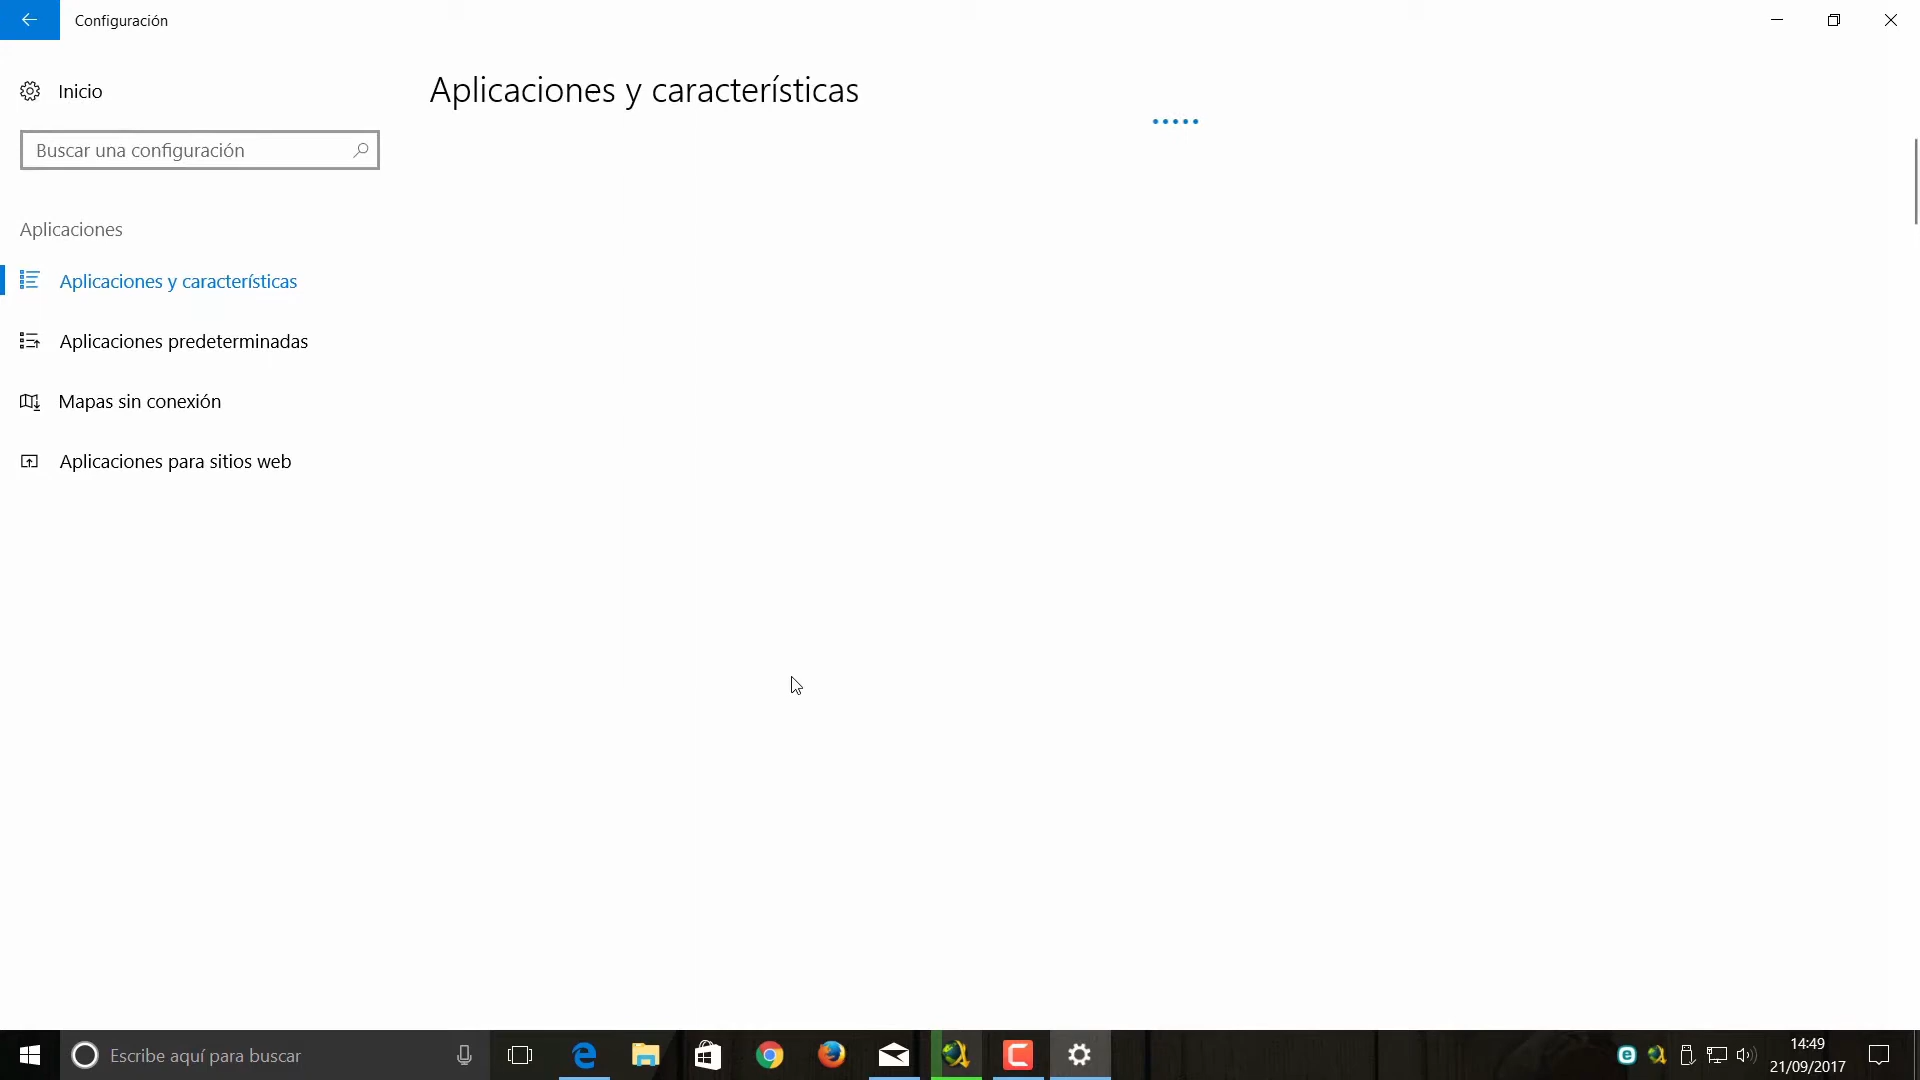 Configuración
Inicio
Aplicaciones y características
Buscar una configuración
Aplicaciones
Aplicaciones y características
Aplicaciones predeterminadas
Mapas sin conexión
Aplicaciones para sitios web
Escribe aquí para buscar
14:49
21/09/2017